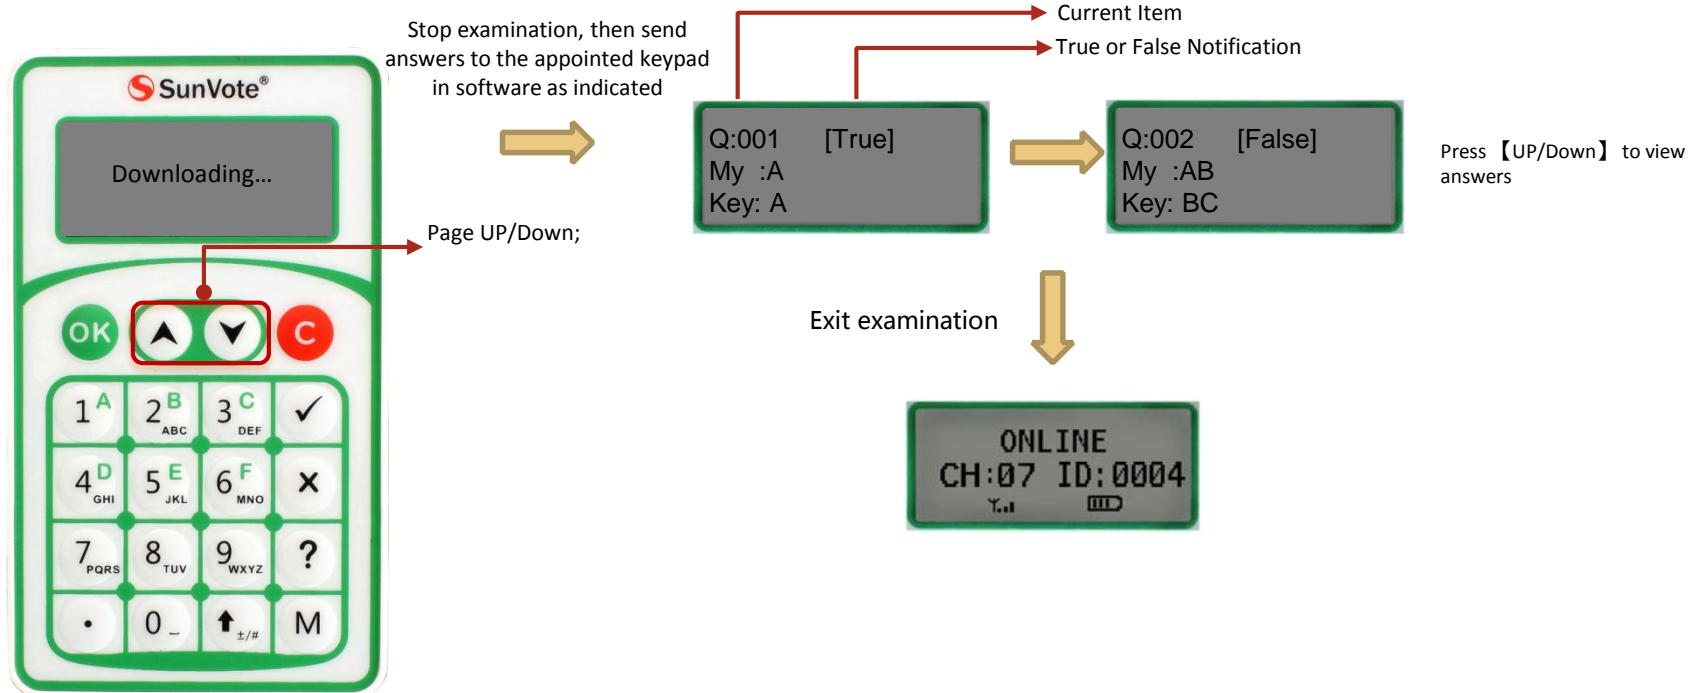 Stop examination, then send
answers to the appointed keypad
in software as indicated
Current Item
True or False Notification
SunVote®
Downloading...
Q:001 [True]
My :A
Key: A
Q:002 [False]
My :AB
Key: BC
Press 【UP/Down】 to view
answers
Page UP/Down;
OK C
Exit examination
1 A 2 B ABC 3 C DEF ✓
4 D GHI 5 E JKL 6 F MNO X
7 PQRS 8 TUV 9 WXYZ ?
. 0 _ ⬆ ±/# M
ONLINE
CH:07 ID:0004